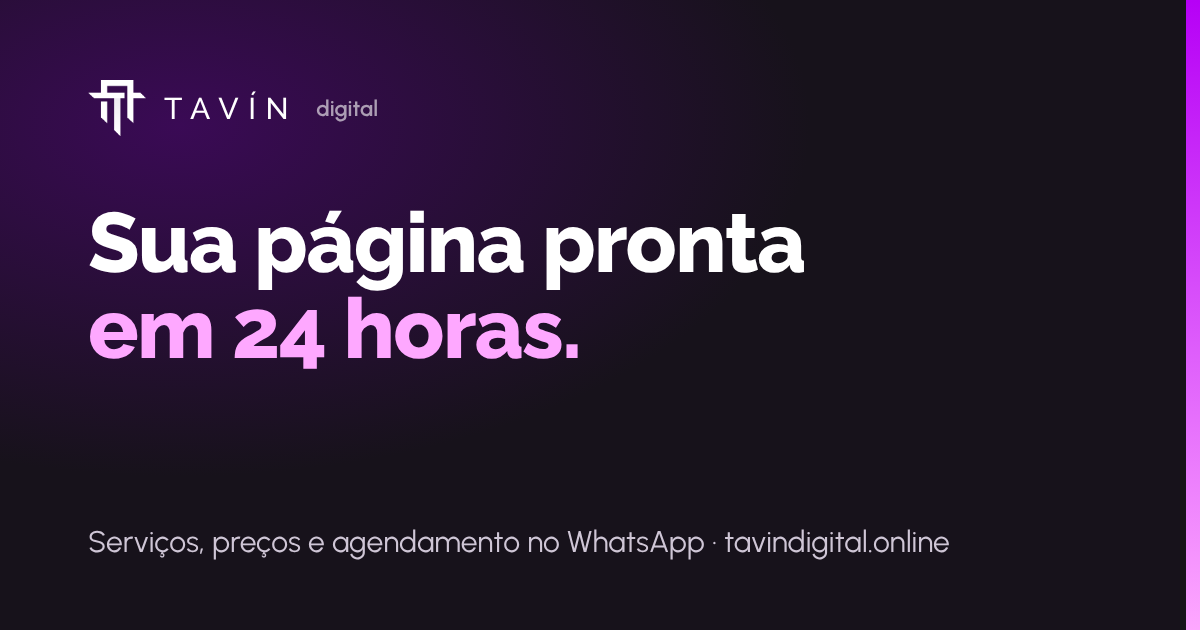 TAVÍN digital
Sua página pronta
em 24 horas.
Serviços, preços e agendamento no WhatsApp · tavindigital.online